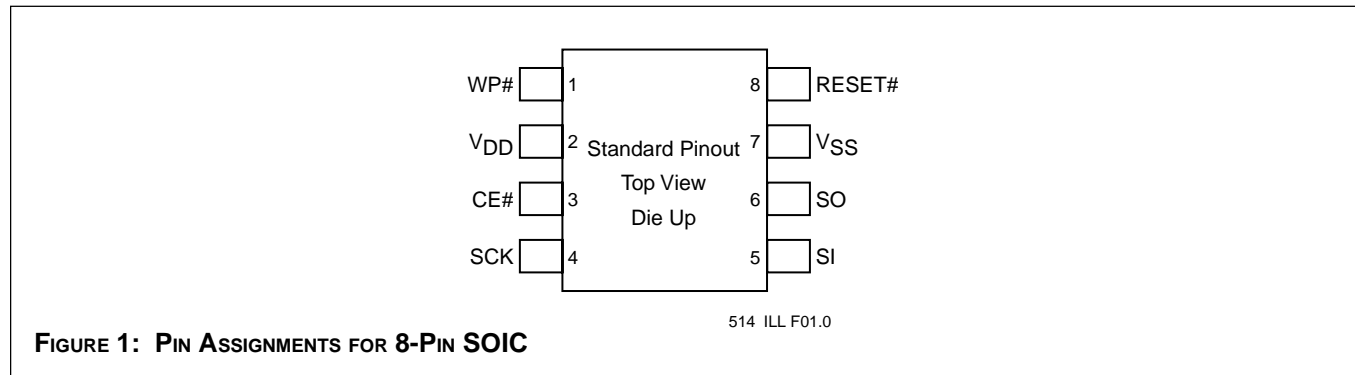 WP# 1 8 RESET#
VDD 2 Standard Pinout 7 VSS
Top View
CE# 3 6 SO
Die Up
SCK 4 5 SI
514 ILL F01.0
FIGURE 1: PIN ASSIGNMENTS FOR 8-PIN SOIC